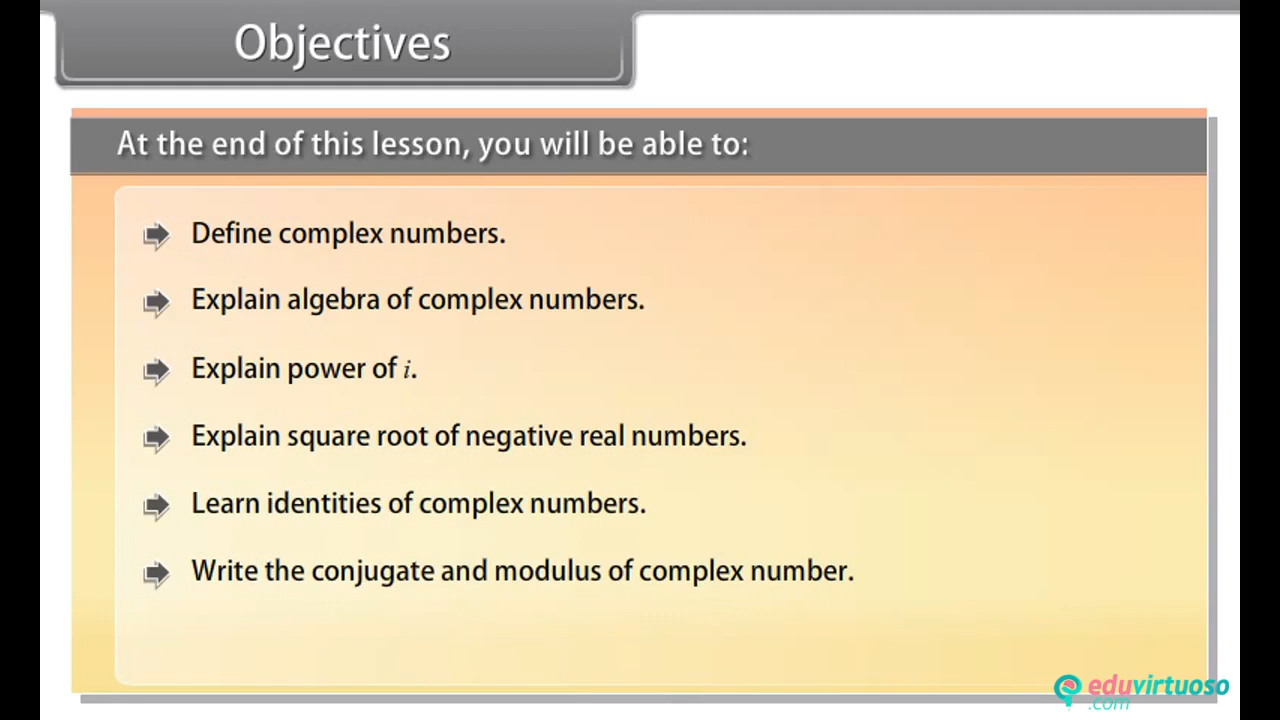 Objectives
At the end of this lesson, you will be able to:
Define complex numbers.
Explain algebra of complex numbers.
Explain power of i.
Explain square root of negative real numbers.
Learn identities of complex numbers.
Write the conjugate and modulus of complex number.
eduvirtuoso
.com